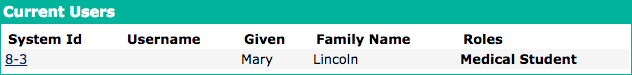 Current Users
System Id Username Given Family Name Roles
8-3 Mary Lincoln Medical Student